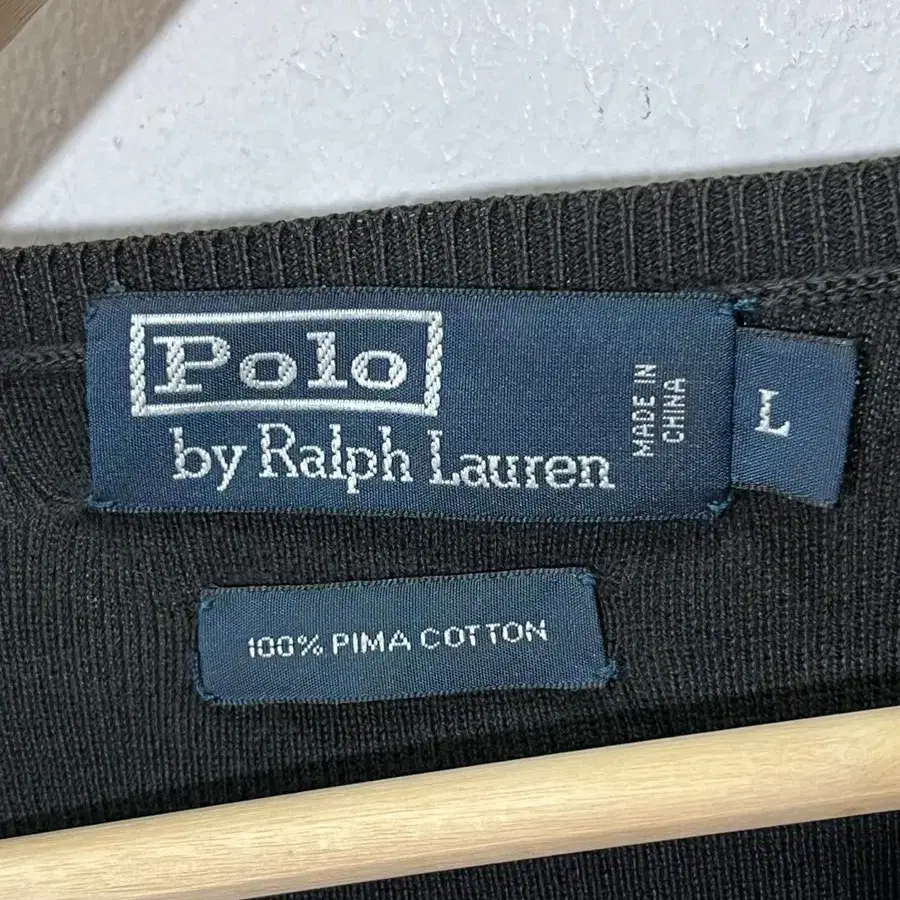 Polo
by Ralph Lauren
MADE IN
CHINA
L
100% PIMA COTTON